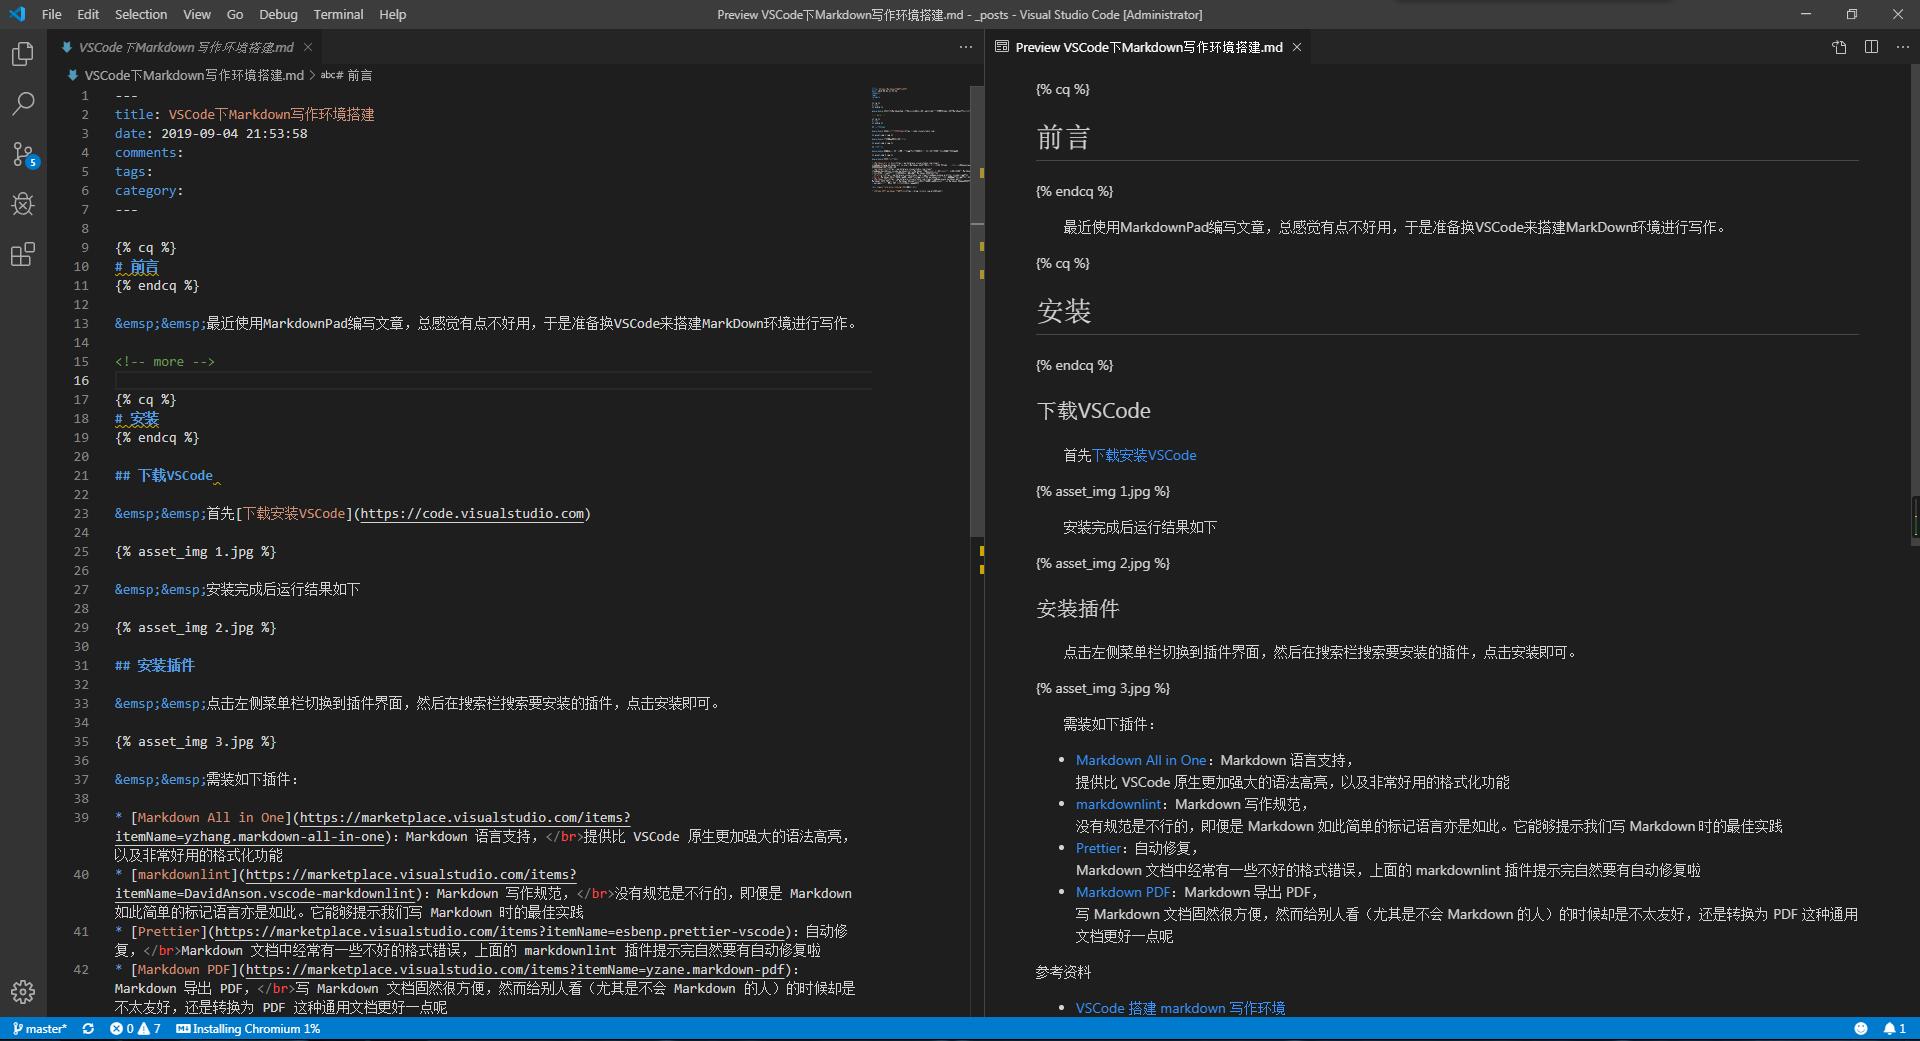 File Edit Selection View Go Debug Terminal Help
Preview VSCode下Markdown写作环境搭建.md - _posts - Visual Studio Code [Administrator]
VSCode下Markdown写作环境搭建.md
VSCode下Markdown写作环境搭建.md > abc # 前言
1 ---
2 title: VSCode下Markdown写作环境搭建
3 date: 2019-09-04 21:53:58
4 comments:
5 tags:
6 category:
7 ---
8
9 {% cq %}
10 # 前言
11 {% endcq %}
12
13 &emsp;&emsp;最近使用MarkdownPad编写文章，总感觉有点不好用，于是准备换VSCode来搭建MarkDown环境进行写作。
14
15 <!-- more -->
16
17 {% cq %}
18 # 安装
19 {% endcq %}
20
21 ## 下载VSCode
22
23 &emsp;&emsp;首先[下载安装VSCode](https://code.visualstudio.com)
24
25 {% asset_img 1.jpg %}
26
27 &emsp;&emsp;安装完成后运行结果如下
28
29 {% asset_img 2.jpg %}
30
31 ## 安装插件
32
33 &emsp;&emsp;点击左侧菜单栏切换到插件界面，然后在搜索栏搜索要安装的插件，点击安装即可。
34
35 {% asset_img 3.jpg %}
36
37 &emsp;&emsp;需装如下插件：
38
39 * [Markdown All in One](https://marketplace.visualstudio.com/items?
itemName=yzhang.markdown-all-in-one)：Markdown 语言支持，</br>提供比 VSCode 原生更加强大的语法高亮，
以及非常好用的格式化功能
40 * [markdownlint](https://marketplace.visualstudio.com/items?
itemName=DavidAnson.vscode-markdownlint)：Markdown 写作规范，</br>没有规范是不行的，即便是 Markdown
如此简单的标记语言亦是如此。它能够提示我们写 Markdown 时的最佳实践
41 * [Prettier](https://marketplace.visualstudio.com/items?itemName=esbenp.prettier-vscode)：自动修
复，</br>Markdown 文档中经常有一些不好的格式错误，上面的 markdownlint 插件提示完自然要有自动修复啦
42 * [Markdown PDF](https://marketplace.visualstudio.com/items?itemName=yzane.markdown-pdf)：
Markdown 导出 PDF，</br>写 Markdown 文档固然很方便，然而给别人看（尤其是不会 Markdown 的人）的时候却是
不太友好，还是转换为 PDF 这种通用文档更好一点呢
Preview VSCode下Markdown写作环境搭建.md
{% cq %}
前言
{% endcq %}
最近使用MarkdownPad编写文章，总感觉有点不好用，于是准备换VSCode来搭建MarkDown环境进行写作。
{% cq %}
安装
{% endcq %}
下载VSCode
首先下载安装VSCode
{% asset_img 1.jpg %}
安装完成后运行结果如下
{% asset_img 2.jpg %}
安装插件
点击左侧菜单栏切换到插件界面，然后在搜索栏搜索要安装的插件，点击安装即可。
{% asset_img 3.jpg %}
需装如下插件：
• Markdown All in One：Markdown 语言支持，
提供比 VSCode 原生更加强大的语法高亮，以及非常好用的格式化功能
• markdownlint：Markdown 写作规范，
没有规范是不行的，即便是 Markdown 如此简单的标记语言亦是如此。它能够提示我们写 Markdown 时的最佳实践
• Prettier：自动修复，
Markdown 文档中经常有一些不好的格式错误，上面的 markdownlint 插件提示完自然要有自动修复啦
• Markdown PDF：Markdown 导出 PDF，
写 Markdown 文档固然很方便，然而给别人看（尤其是不会 Markdown 的人）的时候却是不太友好，还是转换为 PDF 这种通用
文档更好一点呢
参考资料
• VSCode 搭建 markdown 写作环境
5
master* 0 7 Installing Chromium 1% 1